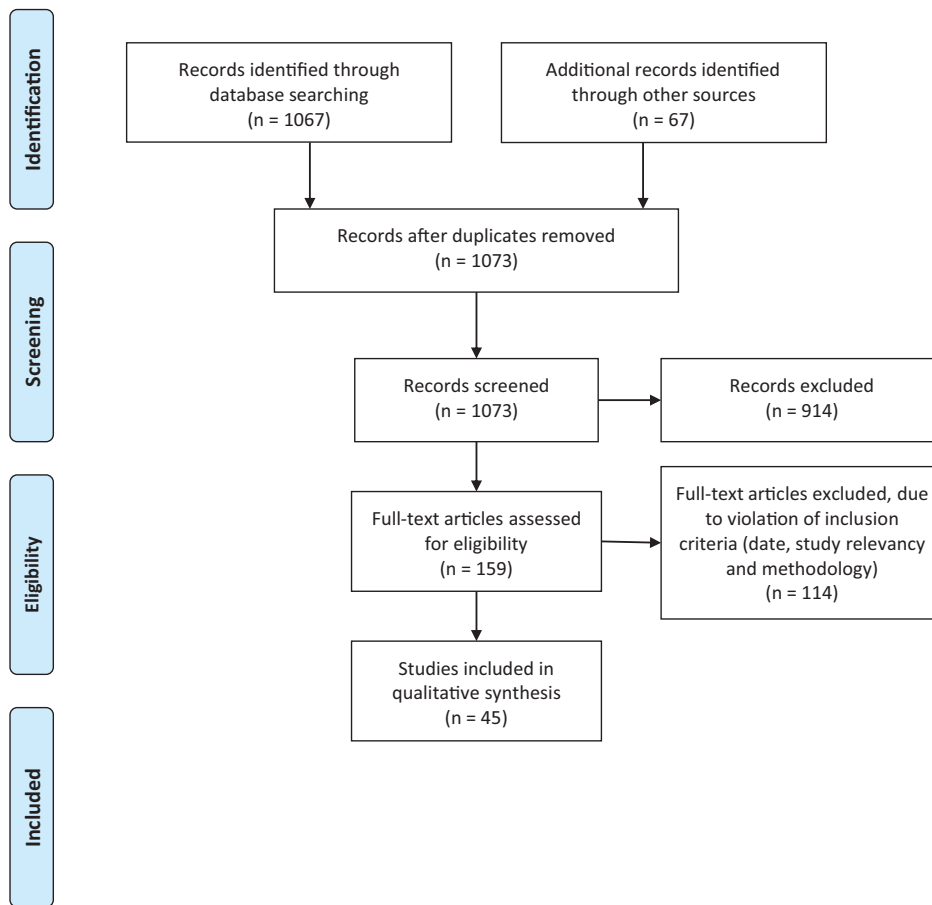 Identification
Records identified through
database searching
(n = 1067)
Additional records identified
through other sources
(n = 67)
Records after duplicates removed
(n = 1073)
Screening
Records screened
(n = 1073)
Records excluded
(n = 914)
Eligibility
Full-text articles assessed
for eligibility
(n = 159)
Full-text articles excluded, due
to violation of inclusion
criteria (date, study relevancy
and methodology)
(n = 114)
Included
Studies included in
qualitative synthesis
(n = 45)